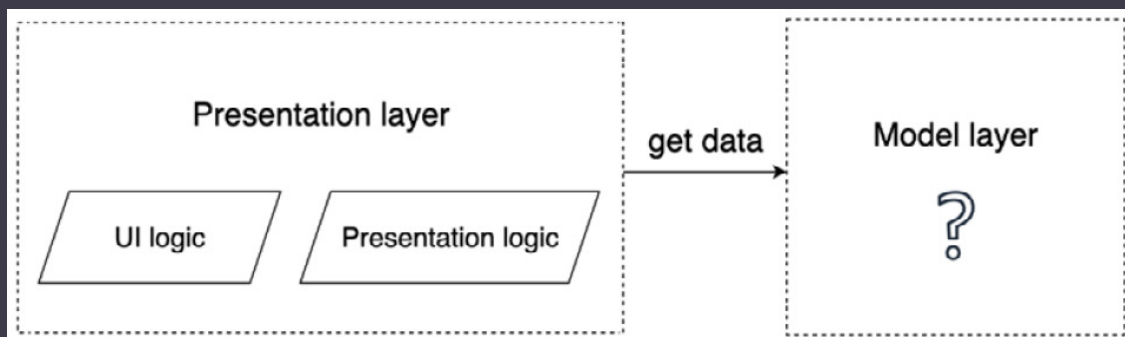 Presentation layer
UI logic
Presentation logic
get data
Model layer
?